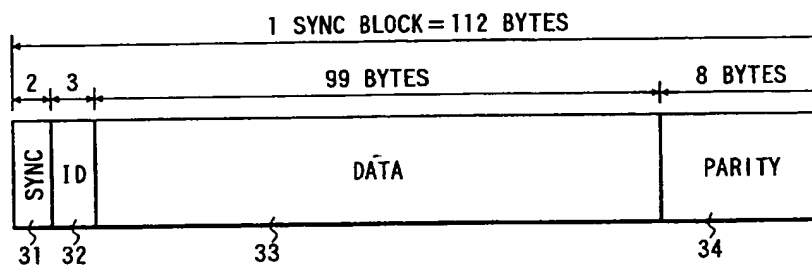 1 SYNC BLOCK=112 BYTES
2 3 99 BYTES 8 BYTES
SYNC ID DATA PARITY
31 32 33 34